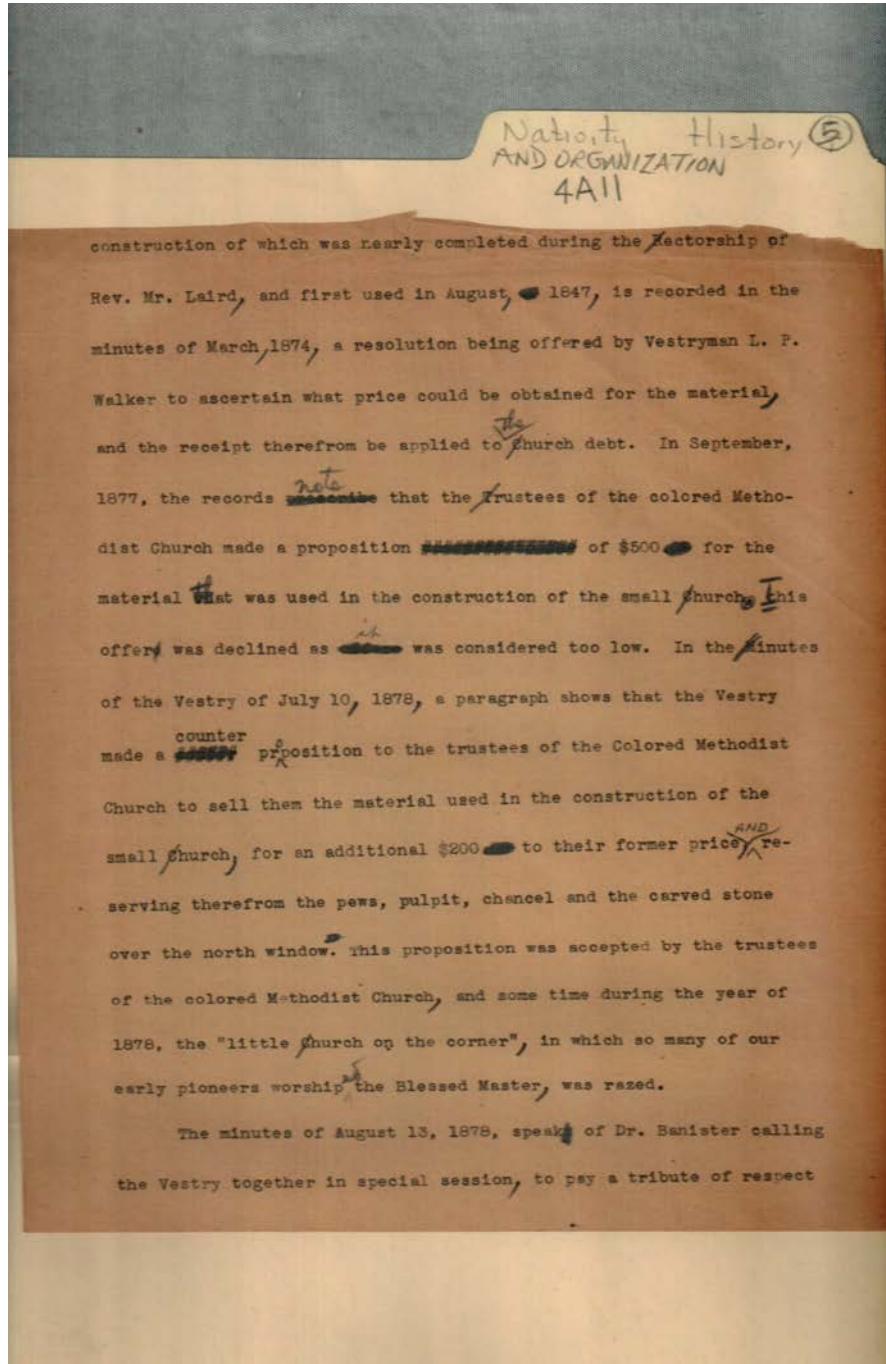 Nativity History 5
AND ORGANIZATION
4A11
construction of which was nearly completed during the Rectorship of
Rev. Mr. Laird, and first used in August, 1847, is recorded in the
minutes of March, 1874, a resolution being offered by Vestryman L. P.
Walker to ascertain what price could be obtained for the material,
the
and the receipt therefrom be applied to Church debt. In September,
note
1877, the records that the Trustees of the colored Metho-
dist Church made a proposition of $500 for the
material that was used in the construction of the small Church. This
it
offer was declined as was considered too low. In the Minutes
of the Vestry of July 10, 1878, a paragraph shows that the Vestry
counter
made a proposition to the trustees of the Colored Methodist
Church to sell them the material used in the construction of the
AND
small Church, for an additional $200 to their former price, re-
serving therefrom the pews, pulpit, chancel and the carved stone
over the north window. This proposition was accepted by the trustees
of the colored Methodist Church, and some time during the year of
1878, the "little Church on the corner", in which so many of our
early pioneers worshiped the Blessed Master, was razed.
The minutes of August 13, 1878, speak of Dr. Banister calling
the Vestry together in special session, to pay a tribute of respect